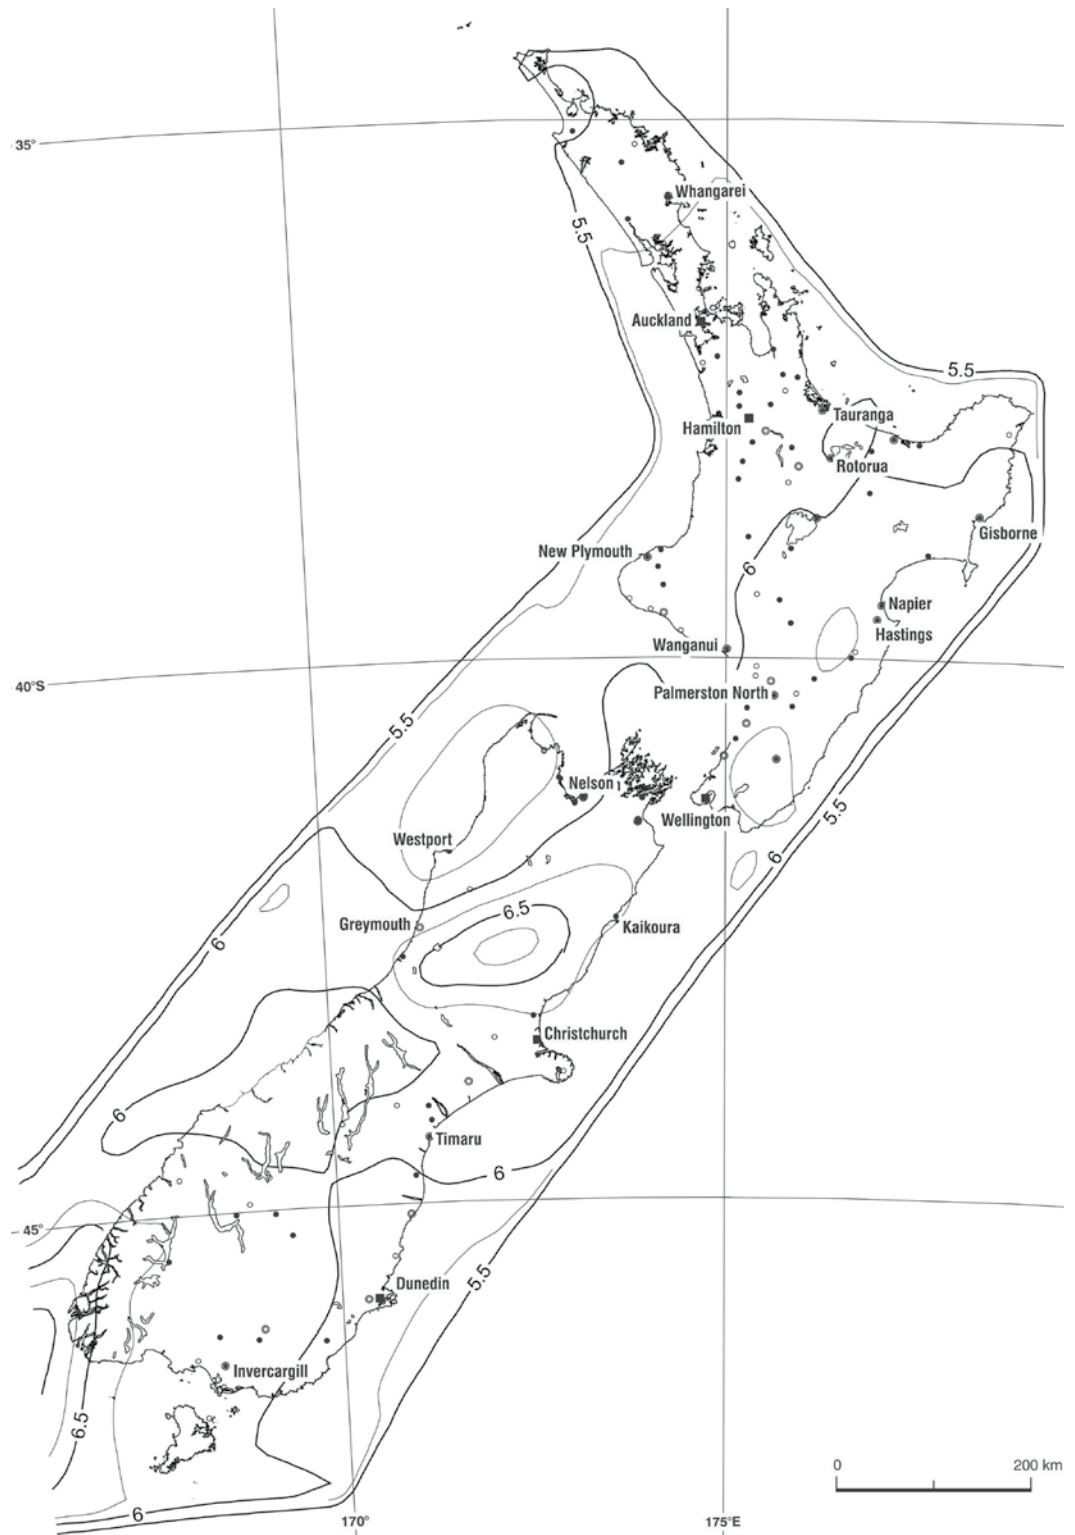 35°
Whangarei
5.5
Auckland
5.5
Tauranga
Hamilton
Rotorua
Gisborne
New Plymouth
6
Napier
Hastings
Wanganui
40°S
Palmerston North
5.5
Nelson
Wellington
5.5
Westport
6
6.5
Greymouth
Kaikoura
6
Christchurch
6
Timaru
6
45°
5.5
Dunedin
Invercargill
6.5
0
200 km
6
170°
175°E